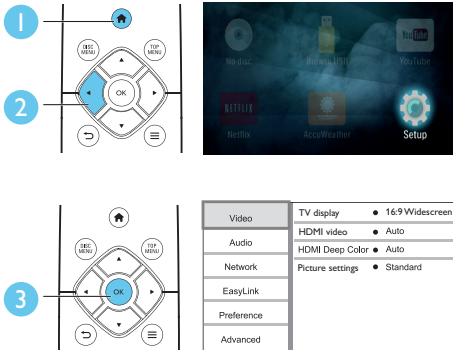 1
DISC MENU
TOP MENU
OK
2
No disc
Browse USB
YouTube
YouTube
NETFLIX
Netflix
AccuWeather
Setup
DISC MENU
TOP MENU
OK
3
Video
Audio
Network
EasyLink
Preference
Advanced
TV display 16:9 Widescreen
HDMI video Auto
HDMI Deep Color Auto
Picture settings Standard